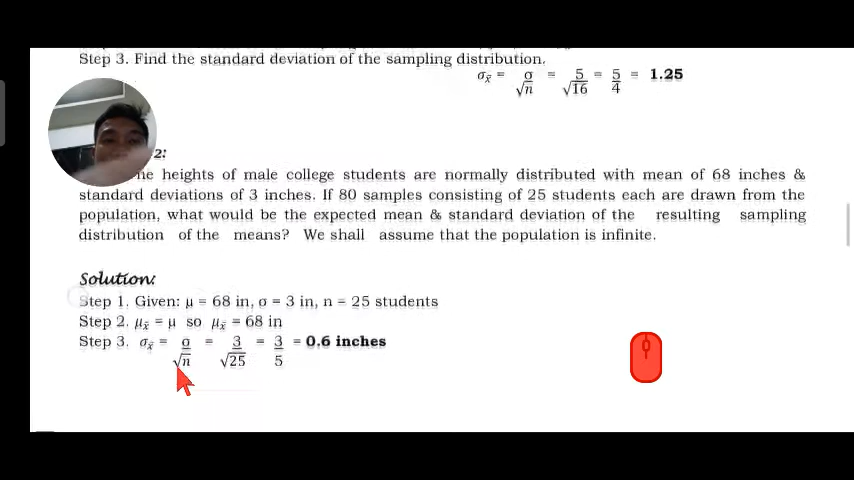 Step 3. Find the standard deviation of the sampling distribution.
σx̄ = σ/√n = 5/√16 = 5/4 = 1.25
2:
he heights of male college students are normally distributed with mean of 68 inches &
standard deviations of 3 inches. If 80 samples consisting of 25 students each are drawn from the
population, what would be the expected mean & standard deviation of the resulting sampling
distribution of the means? We shall assume that the population is infinite.
Solution:
Step 1. Given: μ = 68 in, σ = 3 in, n = 25 students
Step 2. μx̄ = μ so μx̄ = 68 in
Step 3. σx̄ = σ/√n = 3/√25 = 3/5 = 0.6 inches